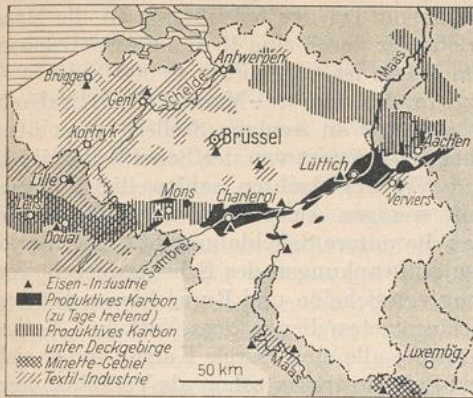 Antwerpen
Maas
Brügge
Gent
Schelde
Brüssel
Kortryk
Aachen
Lüttich
Lille
Mons
Charleroi
Verviers
Lens
Douai
Sambre
Eisen-Industrie
Produktives Karbon
(zu Tage tretend)
Produktives Karbon
unter Deckgebirge
Minette-Gebiet
Textil-Industrie
50 km
Maas
Luxembg.